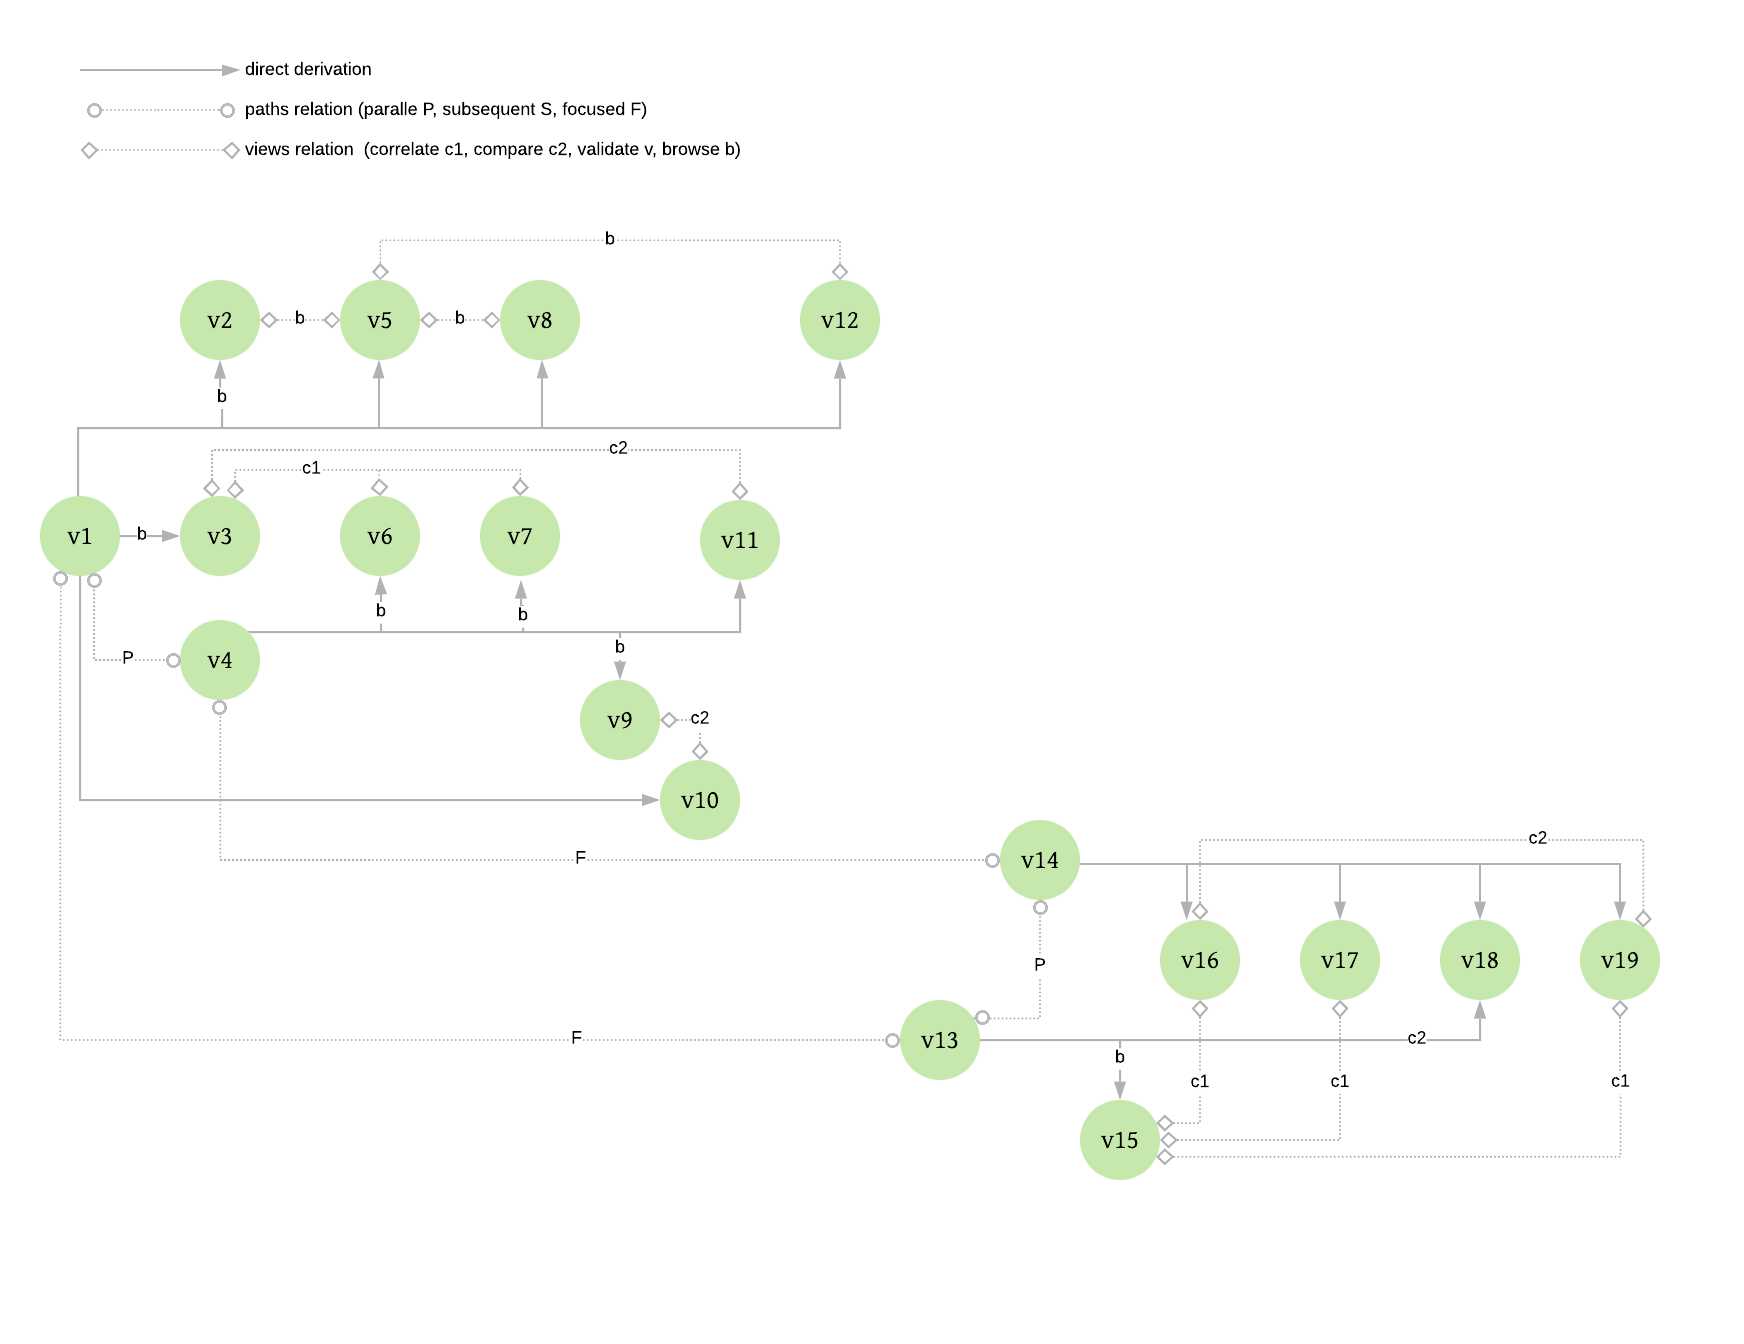 direct derivation
paths relation (paralle P, subsequent S, focused F)
views relation (correlate c1, compare c2, validate v, browse b)
b
v2 b v5 b v8 v12
b
c2
c1
v1 b v3 v6 v7 v11
b b
P v4 b
v9 c2
v10
F v14 c2
P v16 v17 v18 v19
F v13 c2
b
c1 c1 c1
v15